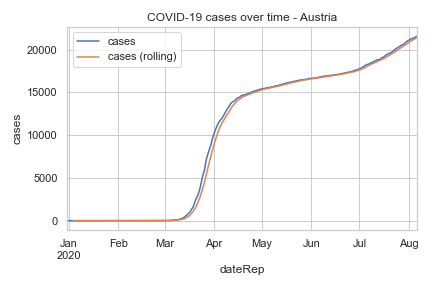 COVID-19 cases over time - Austria
cases
cases (rolling)
cases
20000
15000
10000
5000
0
Jan Feb Mar Apr May Jun Jul Aug
2020
dateRep